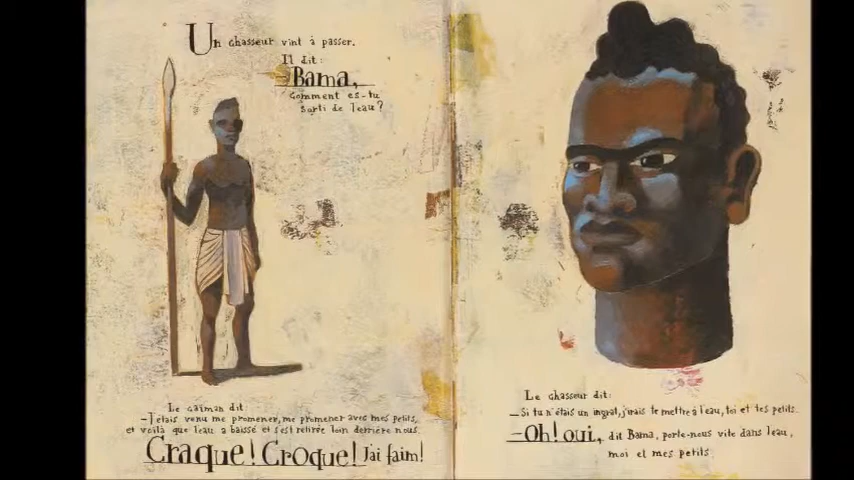 Un chasseur vint à passer.
Il dit:
-Bama,
comment es-tu
sorti de l'eau?
Le caïman dit:
-J'étais venu me promener, me promener avec mes petits,
et voilà que l'eau a baissé et s'est retirée loin derrière nous.
Craque! Croque! J'ai faim!
Le chasseur dit:
-Si tu n'étais un ingrat, j'irais te mettre à l'eau, toi et tes petits.
-Oh! oui, dit Bama, porte-nous vite dans l'eau,
moi et mes petits.